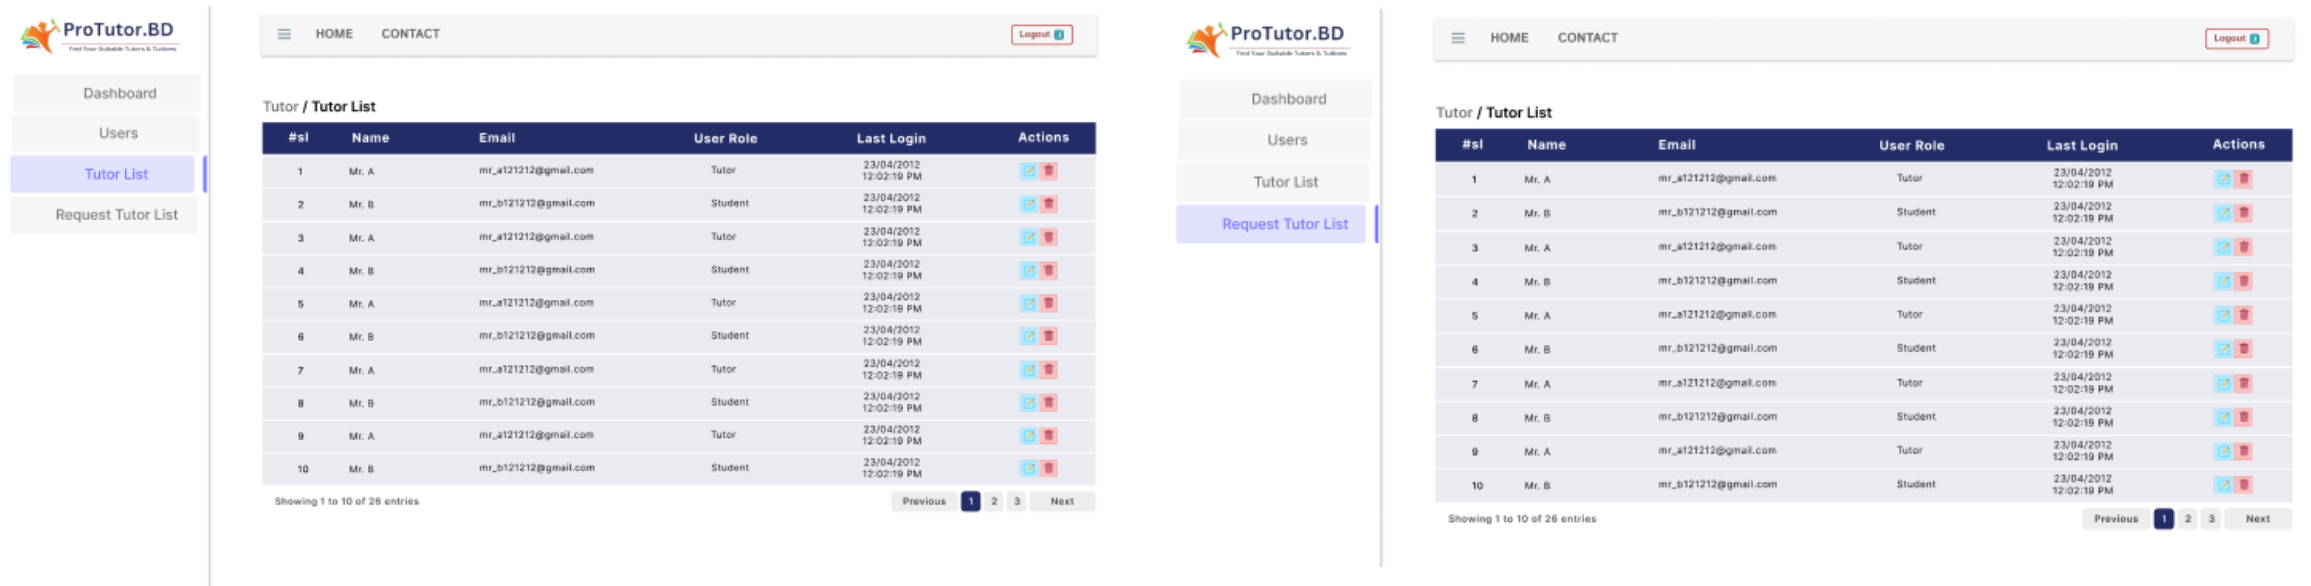 ProTutor.BD
Find Your Suitable Tutors & Tuitions
Dashboard
Users
Tutor List
Request Tutor List
HOME CONTACT Logout
Tutor / Tutor List
#sl Name Email User Role Last Login Actions
1 Mr. A mr_a121212@gmail.com Tutor 23/04/2012 12:02:19 PM
2 Mr. B mr_b121212@gmail.com Student 23/04/2012 12:02:19 PM
3 Mr. A mr_a121212@gmail.com Tutor 23/04/2012 12:02:19 PM
4 Mr. B mr_b121212@gmail.com Student 23/04/2012 12:02:19 PM
5 Mr. A mr_a121212@gmail.com Tutor 23/04/2012 12:02:19 PM
6 Mr. B mr_b121212@gmail.com Student 23/04/2012 12:02:19 PM
7 Mr. A mr_a121212@gmail.com Tutor 23/04/2012 12:02:19 PM
8 Mr. B mr_b121212@gmail.com Student 23/04/2012 12:02:19 PM
9 Mr. A mr_a121212@gmail.com Tutor 23/04/2012 12:02:19 PM
10 Mr. B mr_b121212@gmail.com Student 23/04/2012 12:02:19 PM
Showing 1 to 10 of 26 entries Previous 1 2 3 Next
ProTutor.BD
Find Your Suitable Tutors & Tuitions
Dashboard
Users
Tutor List
Request Tutor List
HOME CONTACT Logout
Tutor / Tutor List
#sl Name Email User Role Last Login Actions
1 Mr. A mr_a121212@gmail.com Tutor 23/04/2012 12:02:19 PM
2 Mr. B mr_b121212@gmail.com Student 23/04/2012 12:02:19 PM
3 Mr. A mr_a121212@gmail.com Tutor 23/04/2012 12:02:19 PM
4 Mr. B mr_b121212@gmail.com Student 23/04/2012 12:02:19 PM
5 Mr. A mr_a121212@gmail.com Tutor 23/04/2012 12:02:19 PM
6 Mr. B mr_b121212@gmail.com Student 23/04/2012 12:02:19 PM
7 Mr. A mr_a121212@gmail.com Tutor 23/04/2012 12:02:19 PM
8 Mr. B mr_b121212@gmail.com Student 23/04/2012 12:02:19 PM
9 Mr. A mr_a121212@gmail.com Tutor 23/04/2012 12:02:19 PM
10 Mr. B mr_b121212@gmail.com Student 23/04/2012 12:02:19 PM
Showing 1 to 10 of 26 entries Previous 1 2 3 Next